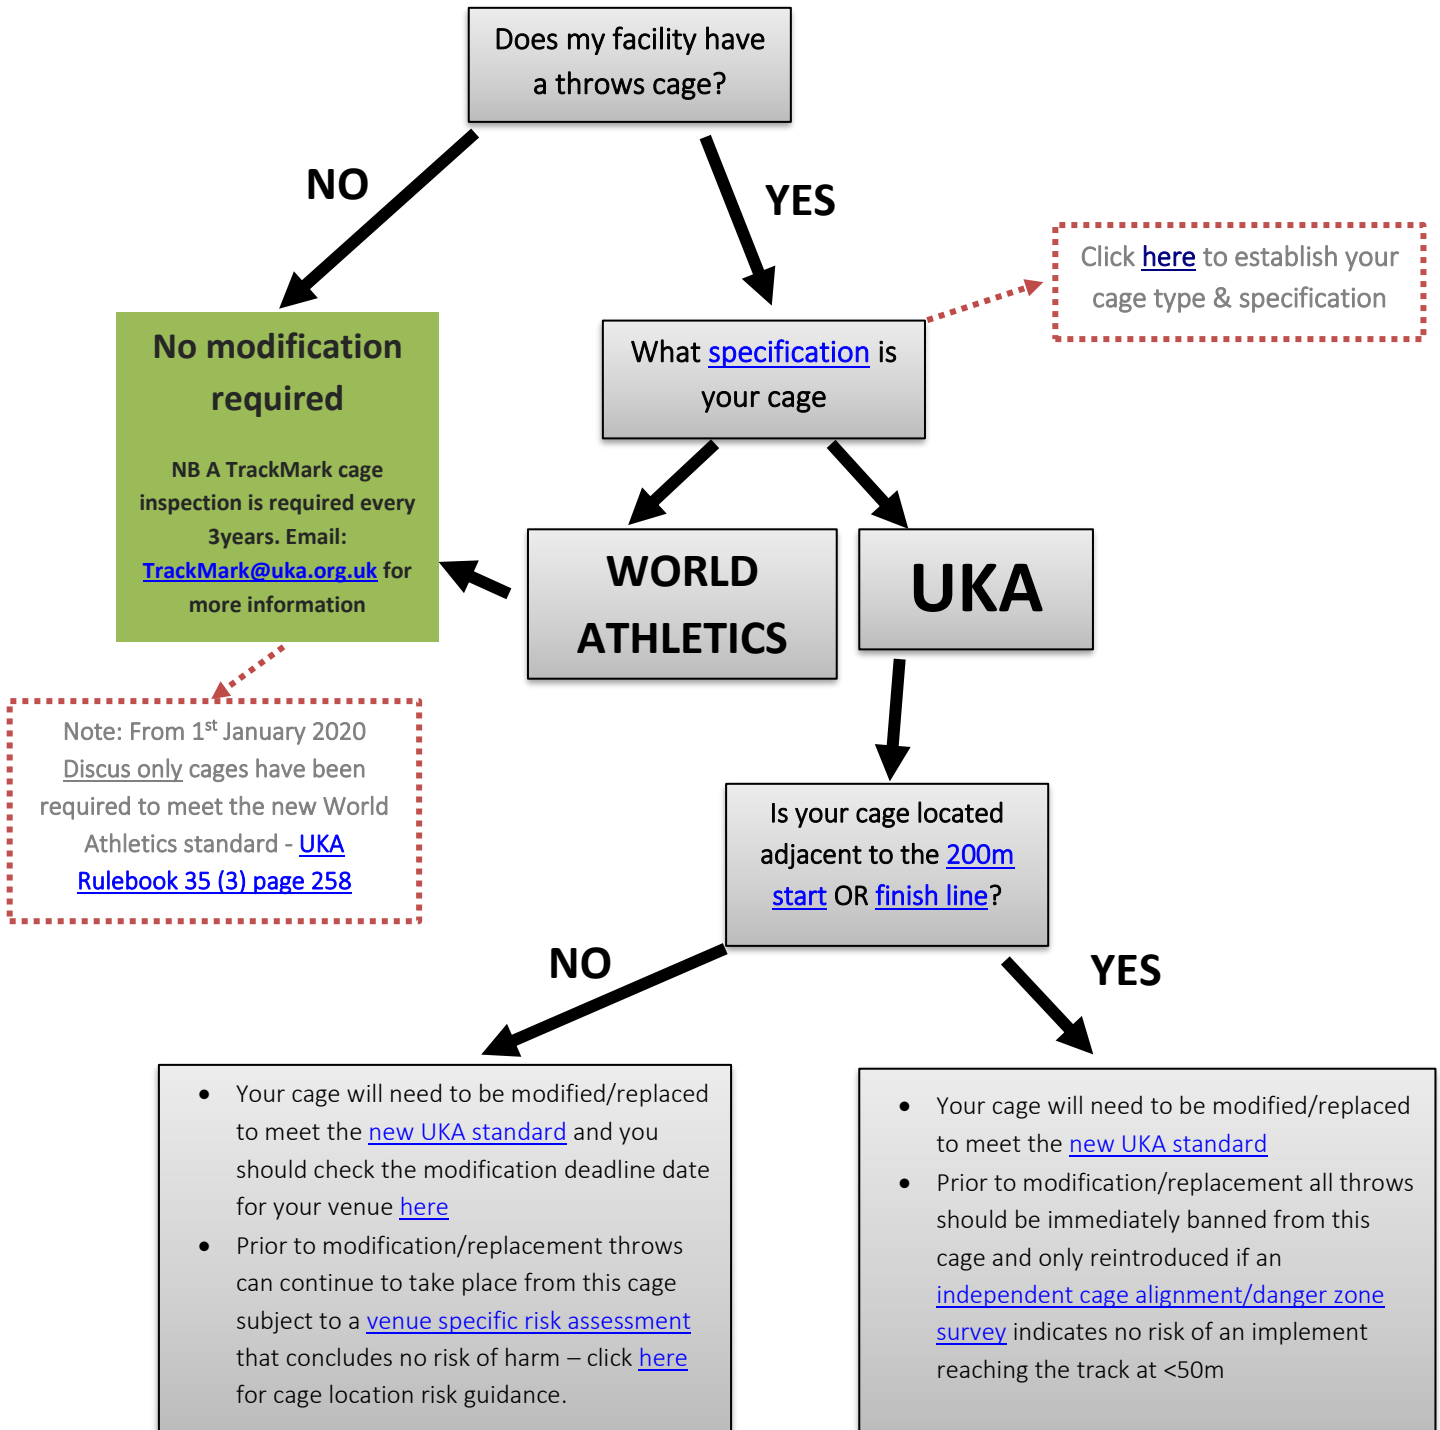 Does my facility have
a throws cage?
NO
YES
Click here to establish your
cage type & specification
No modification
required
NB A TrackMark cage
inspection is required every
3years. Email:
TrackMark@uka.org.uk for
more information
What specification is
your cage
WORLD
ATHLETICS
UKA
Note: From 1st January 2020
Discus only cages have been
required to meet the new World
Athletics standard - UKA
Rulebook 35 (3) page 258
Is your cage located
adjacent to the 200m
start OR finish line?
NO
YES
• Your cage will need to be modified/replaced
to meet the new UKA standard and you
should check the modification deadline date
for your venue here
• Prior to modification/replacement throws
can continue to take place from this cage
subject to a venue specific risk assessment
that concludes no risk of harm – click here
for cage location risk guidance.
• Your cage will need to be modified/replaced
to meet the new UKA standard
• Prior to modification/replacement all throws
should be immediately banned from this
cage and only reintroduced if an
independent cage alignment/danger zone
survey indicates no risk of an implement
reaching the track at <50m